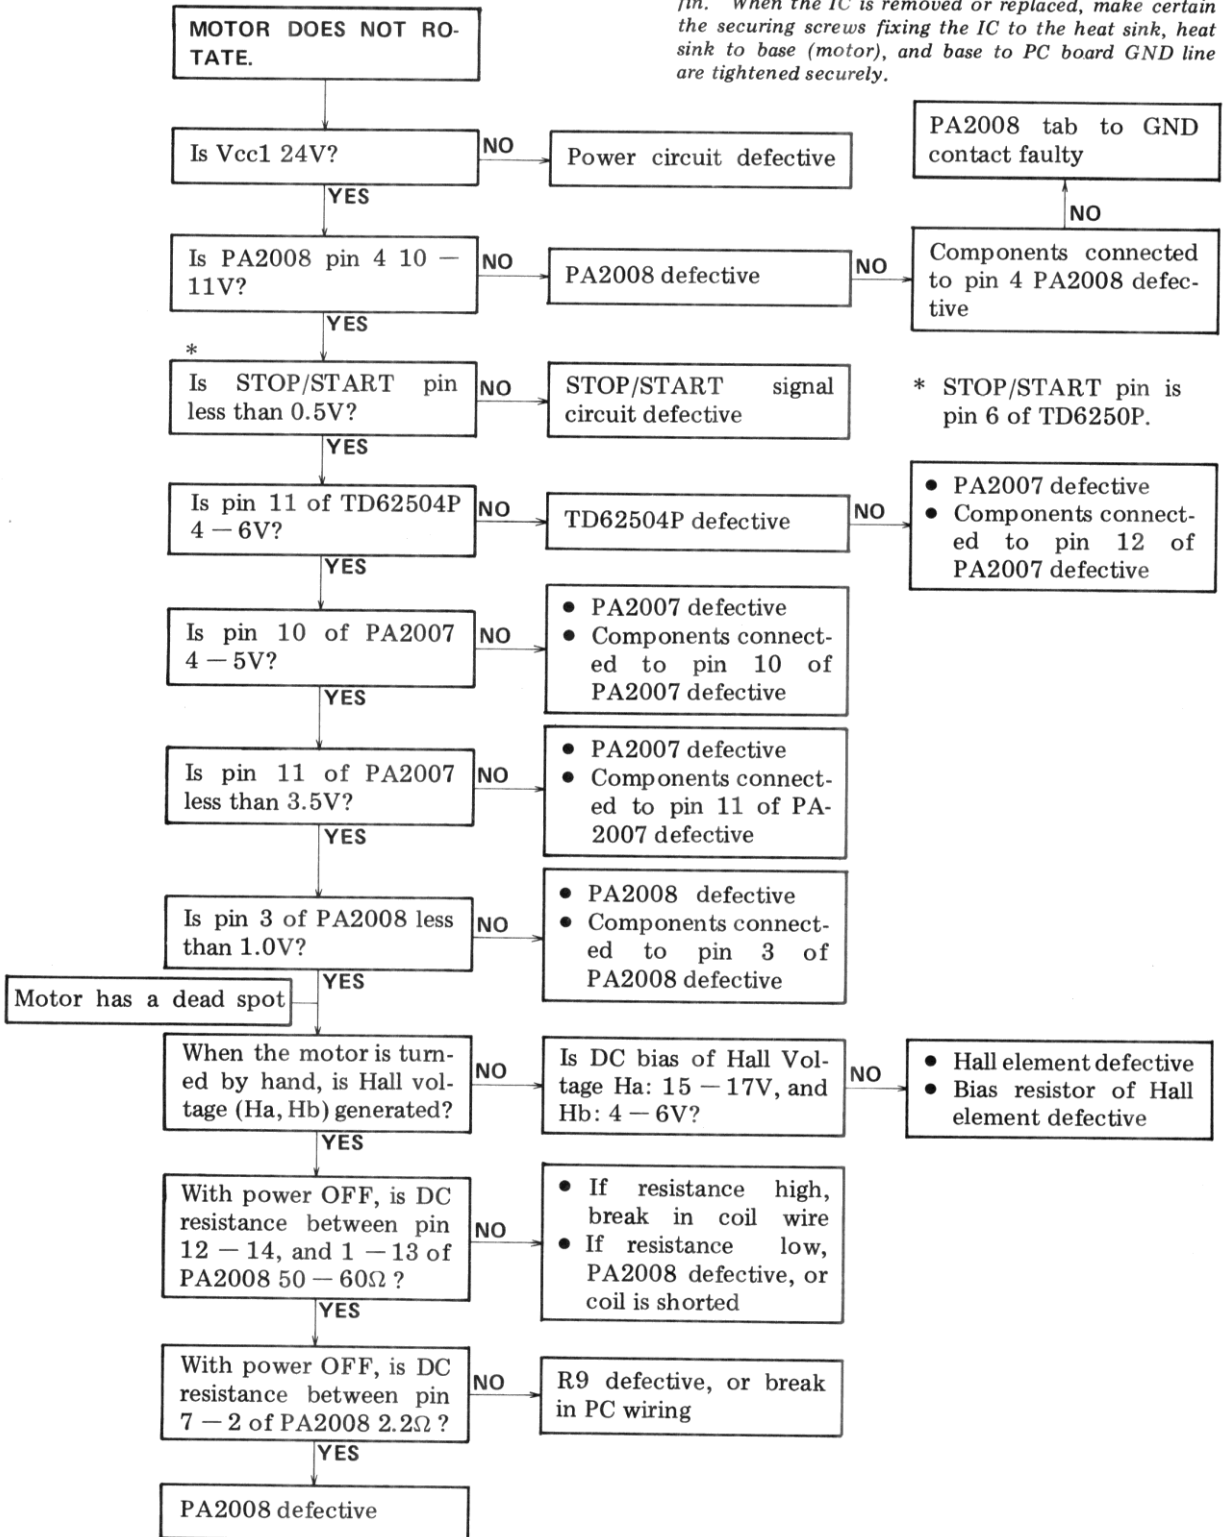 fin. When the IC is removed or replaced, make certain
the securing screws fixing the IC to the heat sink, heat
sink to base (motor), and base to PC board GND line
are tightened securely.
MOTOR DOES NOT RO-
TATE.
Is Vcc1 24V?
NO
Power circuit defective
PA2008 tab to GND
contact faulty
YES
NO
Is PA2008 pin 4 10 —
11V?
NO
PA2008 defective
NO
Components connected
to pin 4 PA2008 defec-
tive
YES
*
Is STOP/START pin
less than 0.5V?
NO
STOP/START signal
circuit defective
* STOP/START pin is
pin 6 of TD6250P.
YES
Is pin 11 of TD62504P
4 — 6V?
NO
TD62504P defective
NO
● PA2007 defective
● Components connect-
ed to pin 12 of
PA2007 defective
YES
Is pin 10 of PA2007
4 — 5V?
NO
● PA2007 defective
● Components connect-
ed to pin 10 of
PA2007 defective
YES
Is pin 11 of PA2007
less than 3.5V?
NO
● PA2007 defective
● Components connect-
ed to pin 11 of PA-
2007 defective
YES
Is pin 3 of PA2008 less
than 1.0V?
NO
● PA2008 defective
● Components connect-
ed to pin 3 of
PA2008 defective
YES
Motor has a dead spot
When the motor is turn-
ed by hand, is Hall vol-
tage (Ha, Hb) generated?
NO
Is DC bias of Hall Vol-
tage Ha: 15 — 17V, and
Hb: 4 — 6V?
NO
● Hall element defective
● Bias resistor of Hall
element defective
YES
With power OFF, is DC
resistance between pin
12 — 14, and 1 — 13 of
PA2008 50 — 60Ω ?
NO
● If resistance high,
break in coil wire
● If resistance low,
PA2008 defective, or
coil is shorted
YES
With power OFF, is DC
resistance between pin
7 — 2 of PA2008 2.2Ω ?
NO
R9 defective, or break
in PC wiring
YES
PA2008 defective